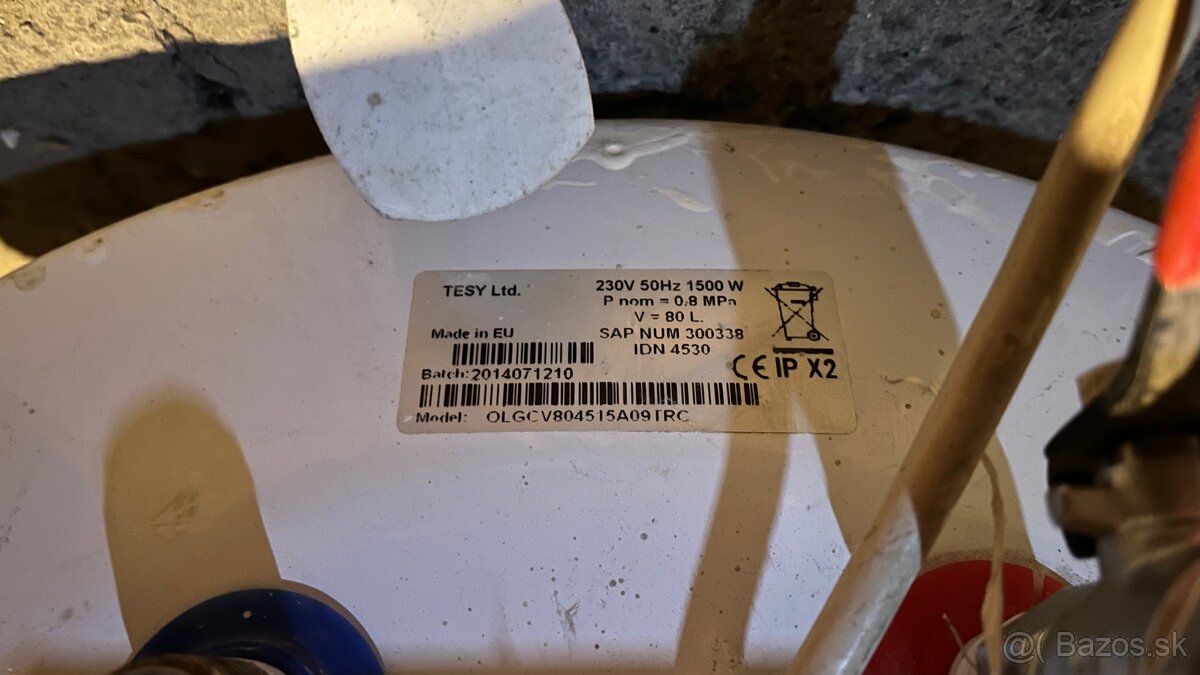 TESY Ltd.
230V 50Hz 1500 W
P nom = 0.8 MPa
V = 80 L.
Made in EU
SAP NUM 300338
IDN 4530
Batch: 2014071210
CE IP X2
Model: OLGCV804515A09TRC
@( Bazos.sk